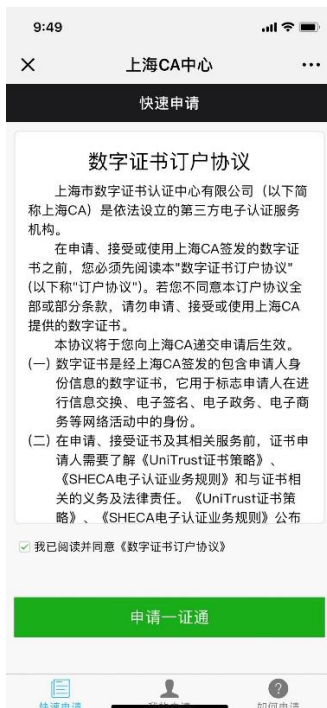 9:49
上海CA中心
快速申请
数字证书订户协议
上海市数字证书认证中心有限公司（以下简
称上海CA）是依法设立的第三方电子认证服务
机构。
在申请、接受或使用上海CA签发的数字证
书之前，您必须先阅读本"数字证书订户协议"
(以下称"订户协议")。若您不同意本订户协议全
部或部分条款，请勿申请、接受或使用上海CA
提供的数字证书。
本协议将于您向上海CA递交申请后生效。
(一) 数字证书是经上海CA签发的包含申请人身
份信息的数字证书，它用于标志申请人在进
行信息交换、电子签名、电子政务、电子商
务等网络活动中的身份。
(二) 在申请、接受证书及其相关服务前，证书申
请人需要了解《UniTrust证书策略》、
《SHECA电子认证业务规则》和与证书相
关的义务及法律责任。《UniTrust证书策
略》、《SHECA电子认证业务规则》公布
我已阅读并同意《数字证书订户协议》
申请一证通
快速申请
如何申请